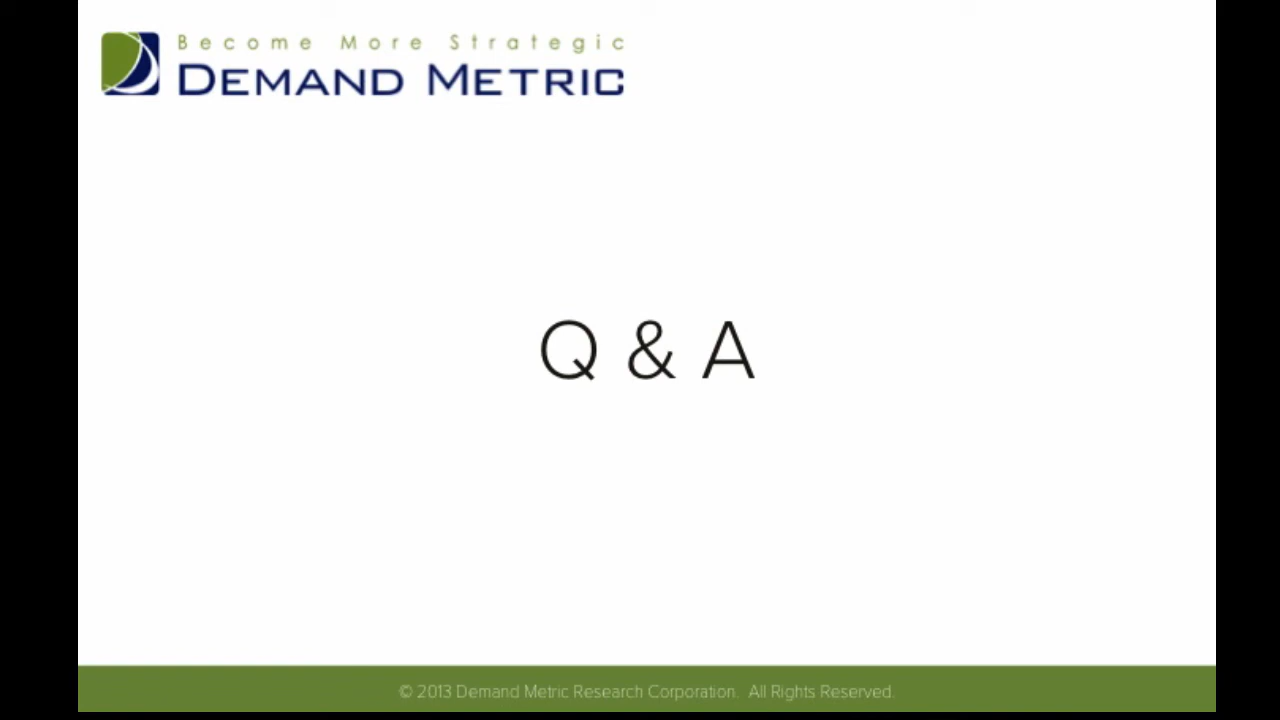 Become More Strategic
DEMAND METRIC
Q & A
© 2013 Demand Metric Research Corporation. All Rights Reserved.